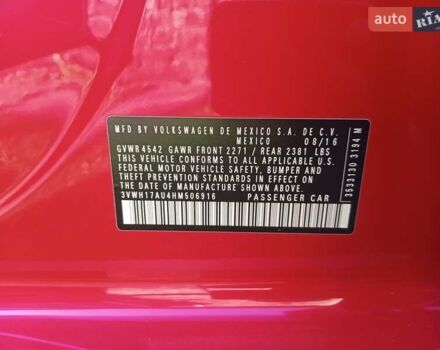 auto RIA
MFD BY VOLKSWAGEN DE MEXICO S.A. DE C.V.
MEXICO 08/16
GVWR 4542 GAWR FRONT 2271 / REAR 2381 LBS
THIS VEHICLE CONFORMS TO ALL APPLICABLE U.S.
FEDERAL MOTOR VEHICLE SAFETY, BUMPER AND
THEFT PREVENTION STANDARDS IN EFFECT ON
THE DATE OF MANUFACTURE SHOWN ABOVE.
3VWH17AU4HM506916 PASSENGER CAR
3533130 3194 M